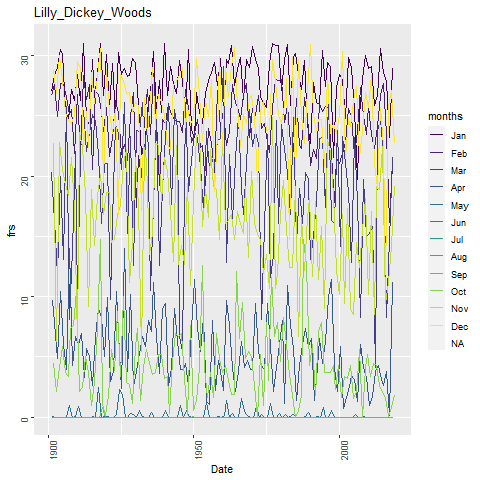 Lilly_Dickey_Woods
frs
30
20
10
0
1900
1950
2000
Date
months
Jan
Feb
Mar
Apr
May
Jun
Jul
Aug
Sep
Oct
Nov
Dec
NA